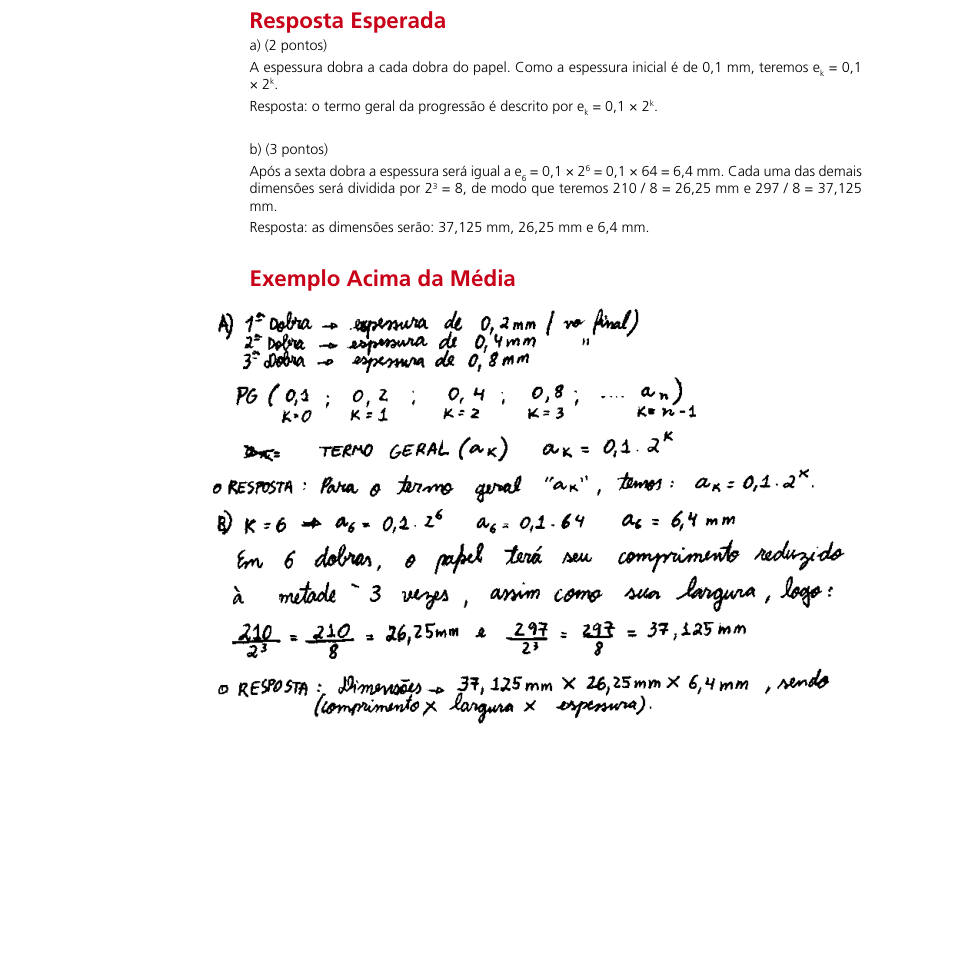 Resposta Esperada
a) (2 pontos)
A espessura dobra a cada dobra do papel. Como a espessura inicial é de 0,1 mm, teremos eₖ = 0,1
× 2ᵏ.
Resposta: o termo geral da progressão é descrito por eₖ = 0,1 × 2ᵏ.
b) (3 pontos)
Após a sexta dobra a espessura será igual a e₆ = 0,1 × 2⁶ = 0,1 × 64 = 6,4 mm. Cada uma das demais
dimensões será dividida por 2³ = 8, de modo que teremos 210 / 8 = 26,25 mm e 297 / 8 = 37,125
mm.
Resposta: as dimensões serão: 37,125 mm, 26,25 mm e 6,4 mm.
Exemplo Acima da Média
A) 1ª Dobra → espessura de 0,2 mm (no final)
2ª Dobra → espessura de 0,4 mm "
3ª Dobra → espessura de 0,8 mm
PG (0,1 ; 0, 2 ; 0, 4 ; 0,8 ; .... aₙ)
K=0 K=1 K=2 K=3 K=n-1
TERMO GERAL (aₖ) aₖ = 0,1 . 2ᴷ
RESPOSTA : Para o termo geral "aₖ", temos: aₖ = 0,1 . 2ᴷ.
B) K = 6 → a₆ = 0,1 . 2⁶ a₆ = 0,1 . 64 a₆ = 6,4 mm
Em 6 dobras, o papel terá seu comprimento reduzido
à metade 3 vezes, assim como sua largura, logo:
210/2³ = 210/8 = 26,25mm e 297/2³ = 297/8 = 37,125 mm
RESPOSTA : Dimensões → 37,125 mm X 26,25 mm X 6,4 mm , sendo
(comprimento X largura X espessura).